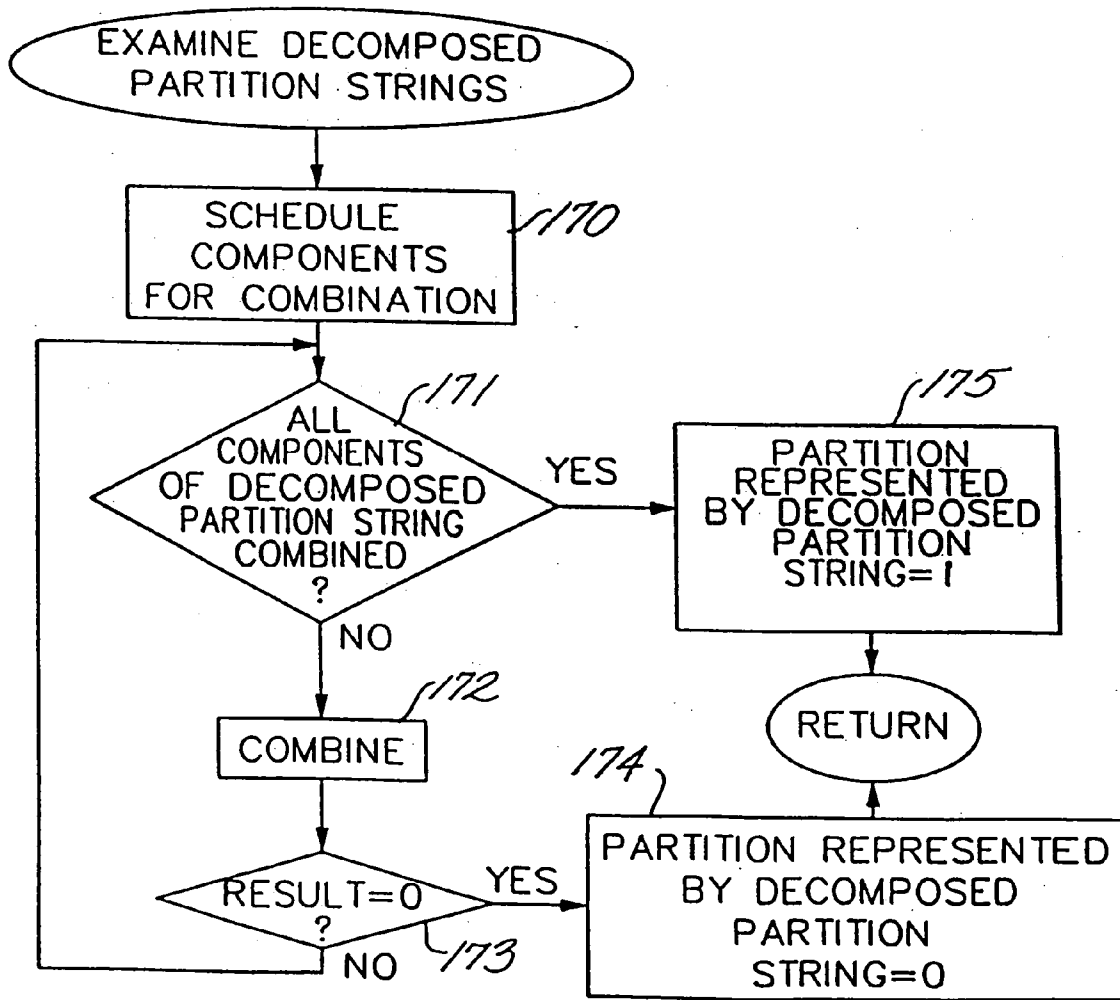 EXAMINE DECOMPOSED
PARTITION STRINGS
SCHEDULE
COMPONENTS
FOR COMBINATION
170
ALL
COMPONENTS
OF DECOMPOSED
PARTITION STRING
COMBINED
?
171
YES
NO
175
PARTITION
REPRESENTED
BY DECOMPOSED
PARTITION
STRING=1
172
COMBINE
RETURN
RESULT=0
?
173
YES
NO
174
PARTITION REPRESENTED
BY DECOMPOSED
PARTITION
STRING=0